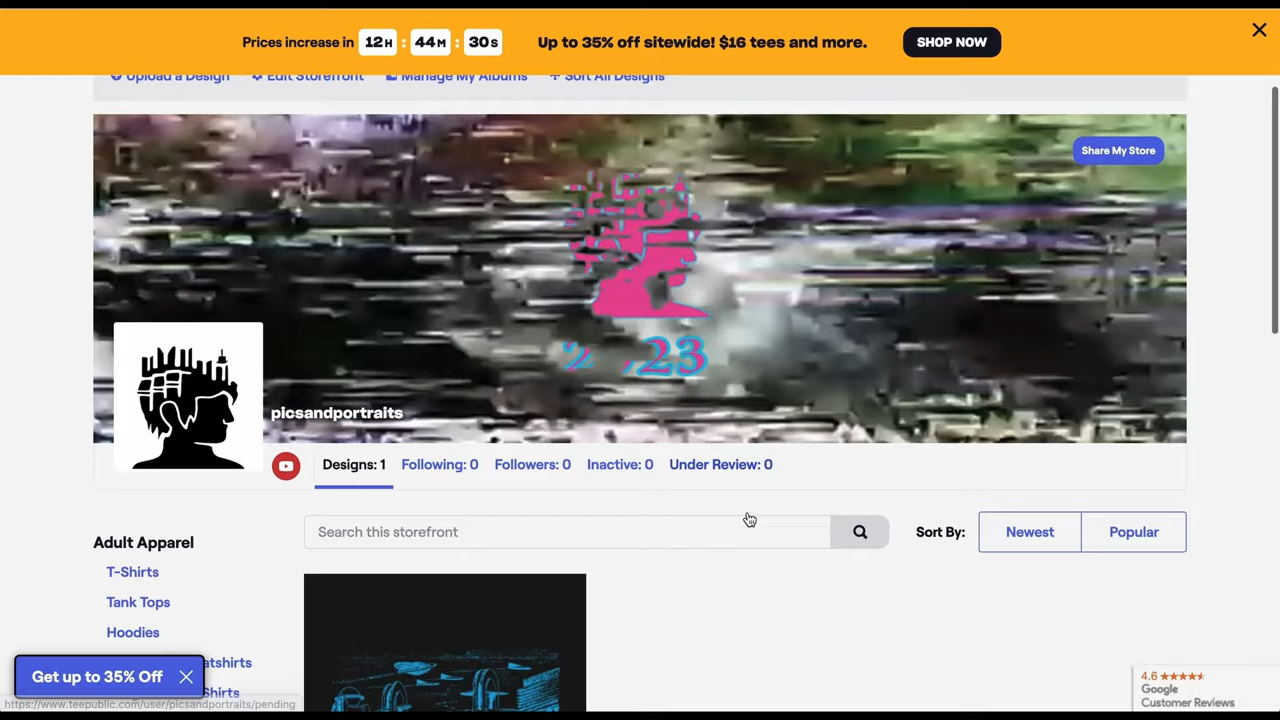 Prices increase in 12H : 44M : 30S Up to 35% off sitewide! $16 tees and more. SHOP NOW
Upload a Design Edit Storefront Manage My Albums Sort All Designs
Share My Store
23
picsandportraits
Designs: 1 Following: 0 Followers: 0 Inactive: 0 Under Review: 0
Search this storefront Sort By: Newest Popular
Adult Apparel
T-Shirts
Tank Tops
Hoodies
atshirts
Shirts
Get up to 35% Off
https://www.teepublic.com/user/picsandportraits/pending
4.6
Google
Customer Reviews